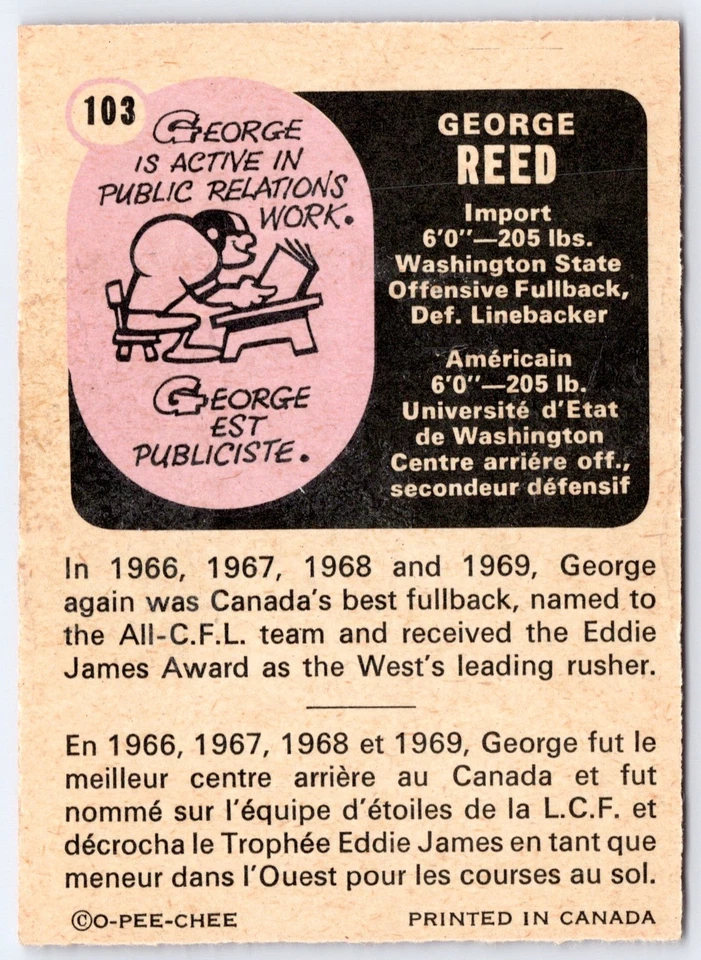 103
GEORGE
IS ACTIVE IN
PUBLIC RELATIONS
WORK.
GEORGE
EST
PUBLICISTE.
GEORGE
REED
Import
6'0"—205 lbs.
Washington State
Offensive Fullback,
Def. Linebacker
Américain
6'0"—205 lb.
Université d'Etat
de Washington
Centre arriére off.,
secondeur défensif
In 1966, 1967, 1968 and 1969, George
again was Canada's best fullback, named to
the All-C.F.L. team and received the Eddie
James Award as the West's leading rusher.
En 1966, 1967, 1968 et 1969, George fut le
meilleur centre arrière au Canada et fut
nommé sur l'équipe d'étoiles de la L.C.F. et
décrocha le Trophée Eddie James en tant que
meneur dans l'Ouest pour les courses au sol.
©O-PEE-CHEE
PRINTED IN CANADA